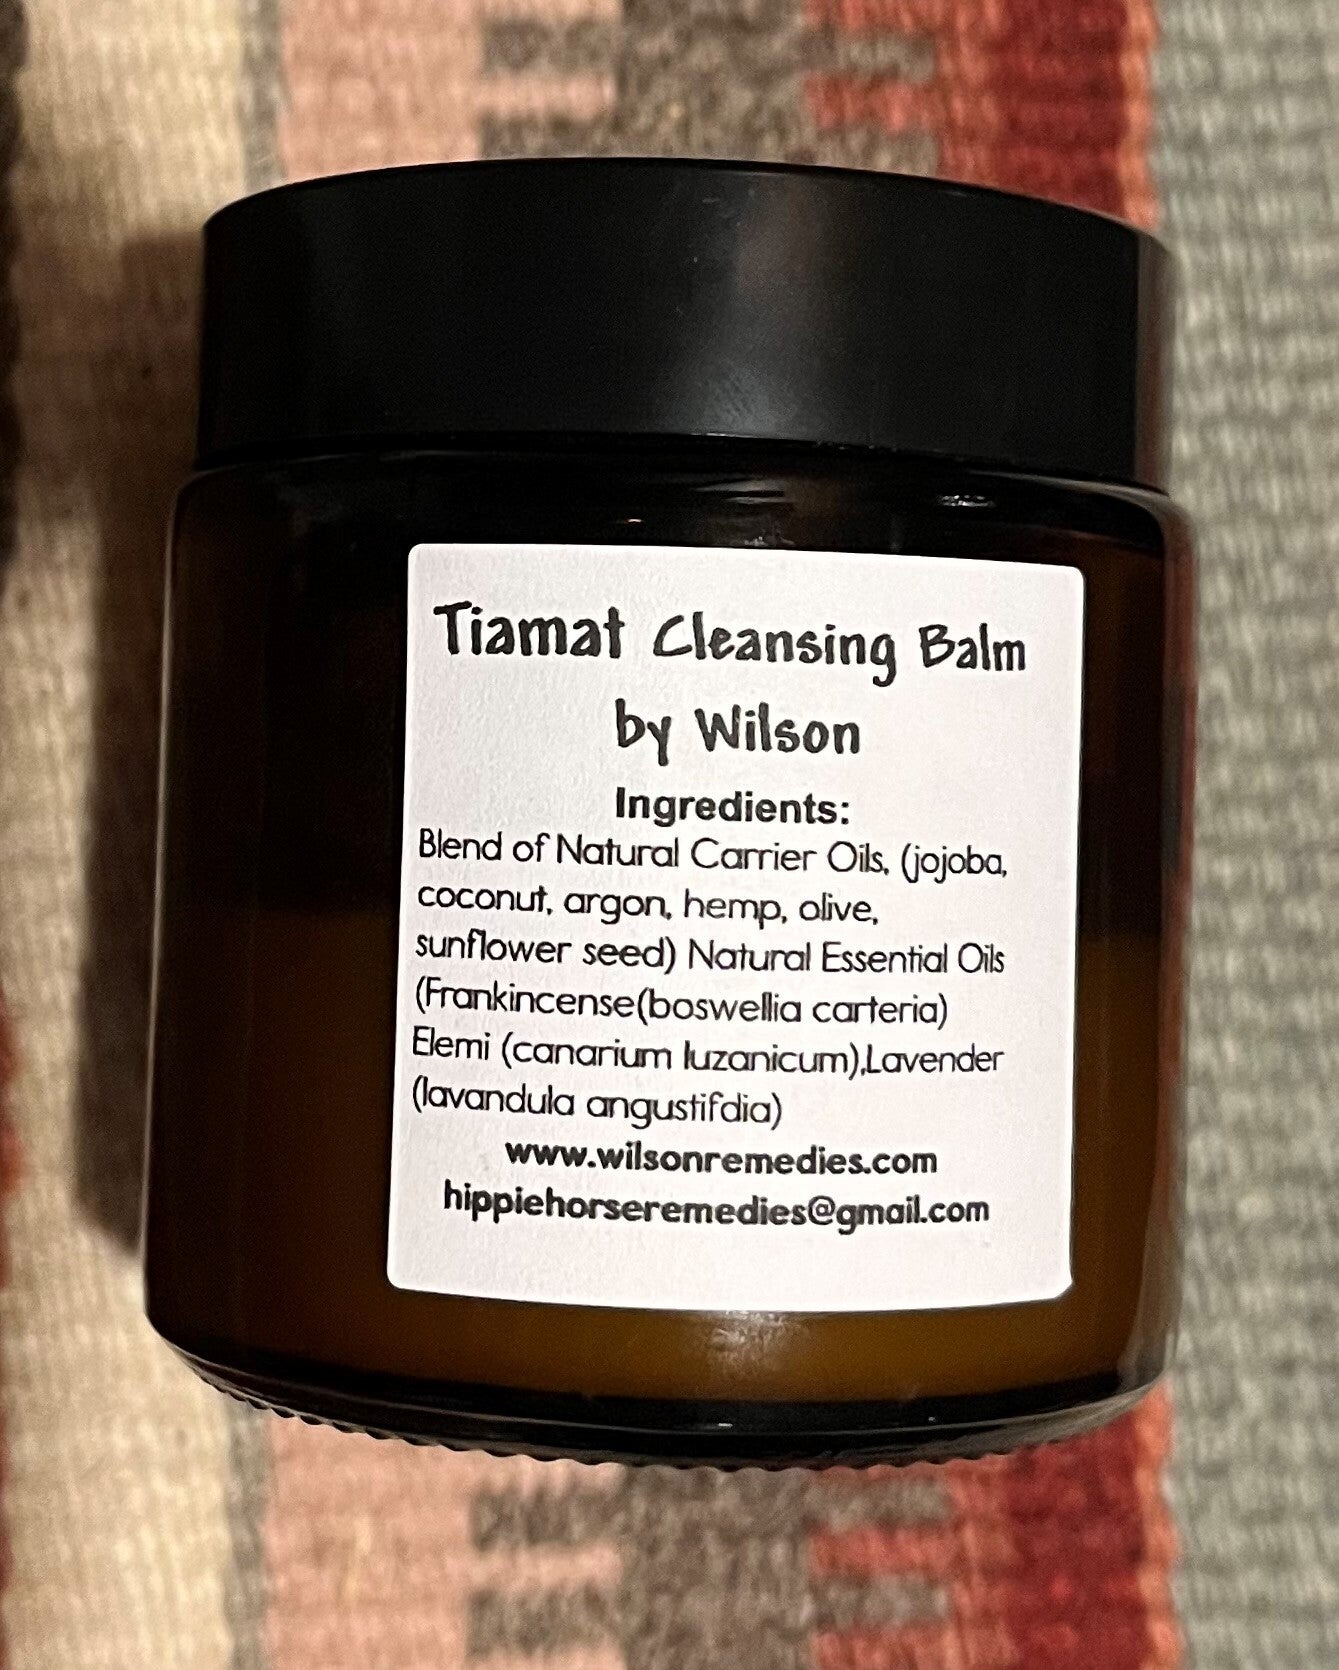 Tiamat Cleansing Balm
by Wilson
Ingredients:
Blend of Natural Carrier Oils, (jojoba,
coconut, argon, hemp, olive,
sunflower seed) Natural Essential Oils
(Frankincense(boswellia carteria)
Elemi (canarium luzanicum),Lavender
(lavandula angustifdia)
www.wilsonremedies.com
hippiehorseremedies@gmail.com